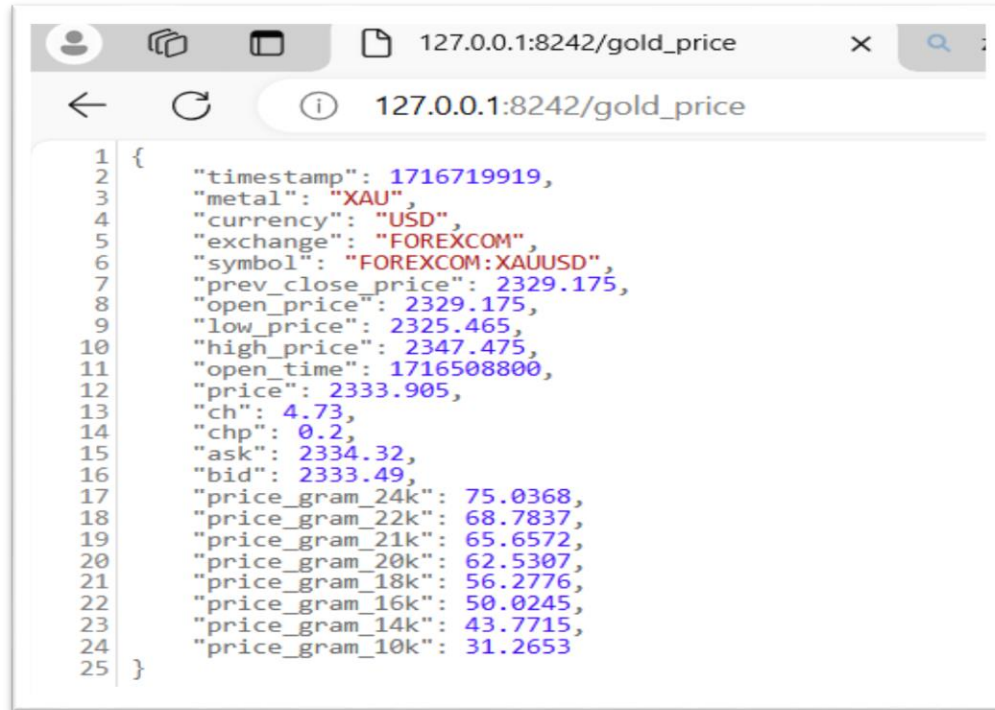 127.0.0.1:8242/gold_price
127.0.0.1:8242/gold_price
1 {
2 "timestamp": 1716719919,
3 "metal": "XAU",
4 "currency": "USD",
5 "exchange": "FOREXCOM",
6 "symbol": "FOREXCOM:XAUUSD",
7 "prev_close_price": 2329.175,
8 "open_price": 2329.175,
9 "low_price": 2325.465,
10 "high_price": 2347.475,
11 "open_time": 1716508800,
12 "price": 2333.905,
13 "ch": 4.73,
14 "chp": 0.2,
15 "ask": 2334.32,
16 "bid": 2333.49,
17 "price_gram_24k": 75.0368,
18 "price_gram_22k": 68.7837,
19 "price_gram_21k": 65.6572,
20 "price_gram_20k": 62.5307,
21 "price_gram_18k": 56.2776,
22 "price_gram_16k": 50.0245,
23 "price_gram_14k": 43.7715,
24 "price_gram_10k": 31.2653
25 }